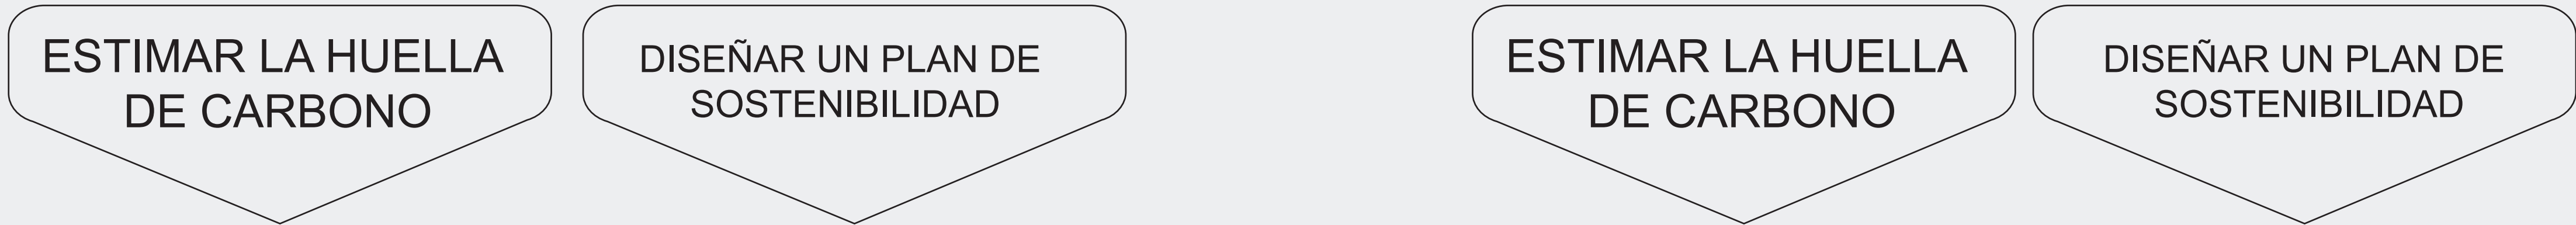 ESTIMAR LA HUELLA
DE CARBONO
DISEÑAR UN PLAN DE
SOSTENIBILIDAD
ESTIMAR LA HUELLA
DE CARBONO
DISEÑAR UN PLAN DE
SOSTENIBILIDAD